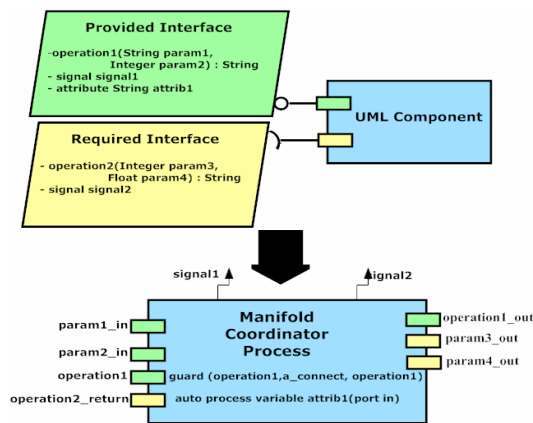 Provided Interface
-operation1(String param1,
Integer param2) : String
- signal signal1
- attribute String attrib1
UML Component
Required Interface
- operation2(Integer param3,
Float param4) : String
- signal signal2
signal1
signal2
Manifold
Coordinator
Process
param1_in
param2_in
operation1
operation2_return
guard (operation1,a_connect, operation1)
auto process variable attrib1(port in)
operation1_out
param3_out
param4_out